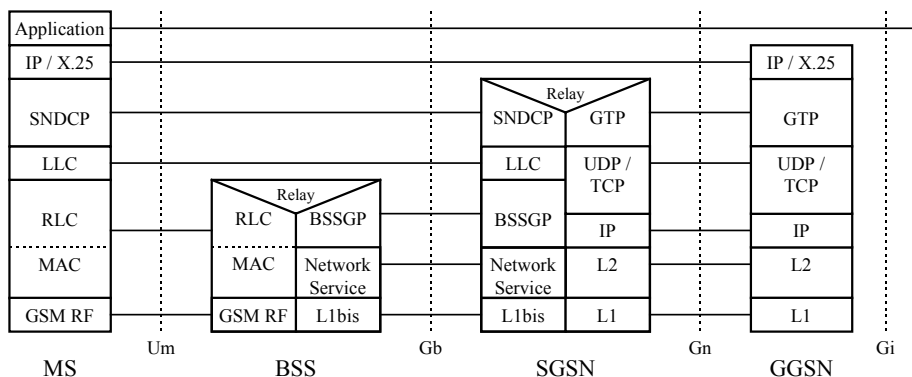 Application
IP / X.25
SNDCP
LLC
RLC
MAC
GSM RF
MS
Um
Relay
RLC
BSSGP
MAC
Network
Service
GSM RF
L1bis
BSS
Gb
Relay
SNDCP
GTP
LLC
UDP /
TCP
BSSGP
IP
Network
Service
L2
L1bis
L1
SGSN
Gn
IP / X.25
GTP
UDP /
TCP
IP
L2
L1
GGSN
Gi